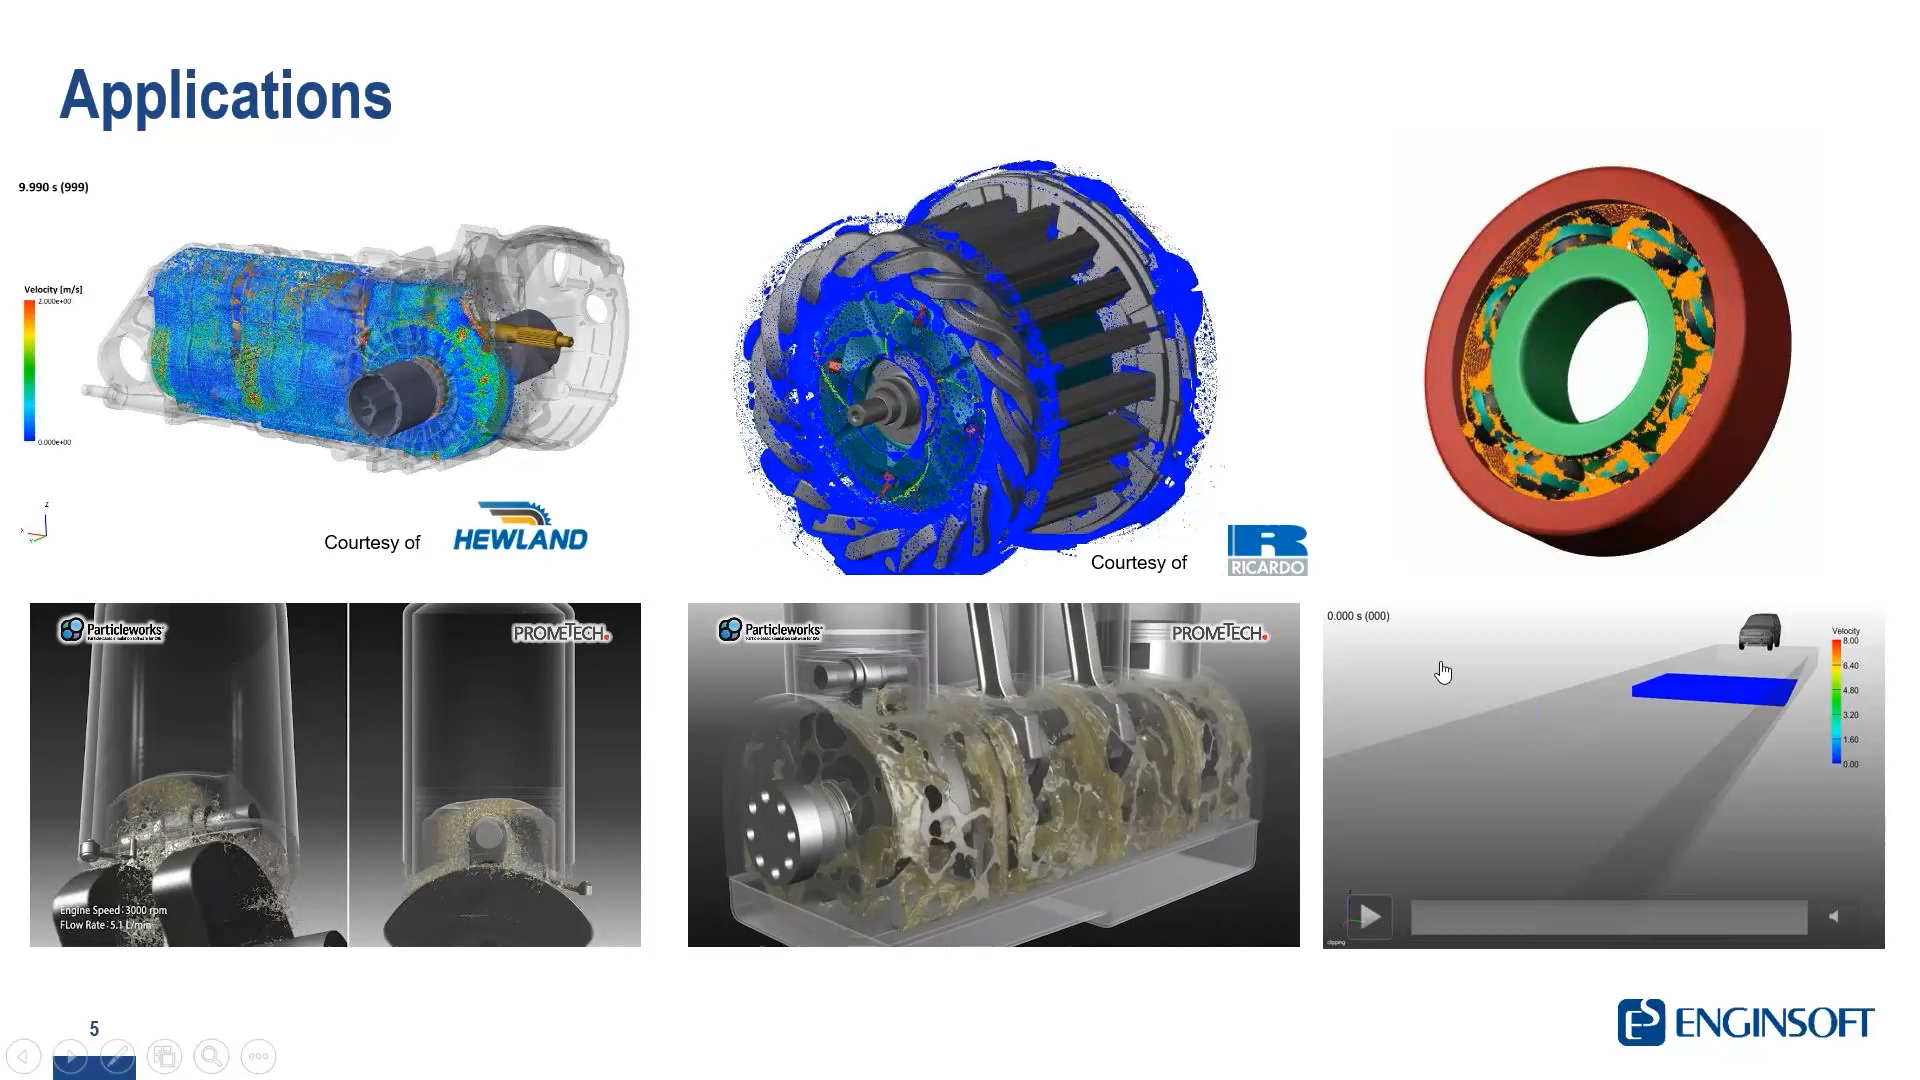 Applications
9.990 s (999)
Velocity [m/s]
2.000e+00
0.000e+00
Z
X
Y
Courtesy of
HEWLAND
Courtesy of
RICARDO
Particleworks
PROMETECH.
Engine Speed:3000 rpm
FLow Rate:5.1 L/min
Particleworks
PROMETECH.
0.000 s (000)
Velocity
8.00
6.40
4.80
3.20
1.60
0.00
clipping
5
ES ENGINSOFT